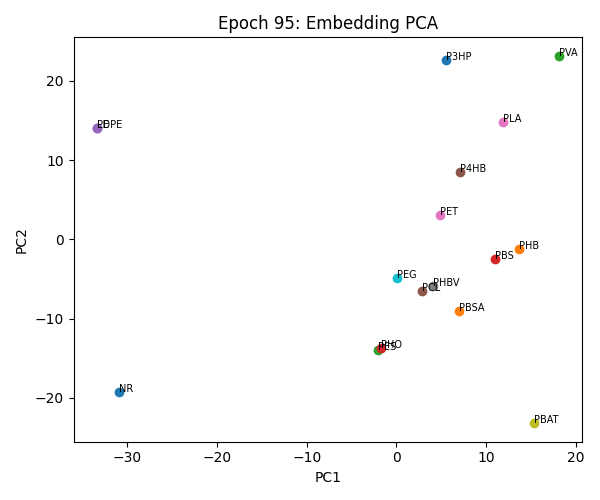 Epoch 95: Embedding PCA
PVA
P3HP
20
PLA
10
P4HB
PET
0
PHB
PBS
PC2
PEG
PHBV
PCL
PBSA
−10
PHO
−20
NR
PBAT
−30
−20
−10
0
10
20
PC1